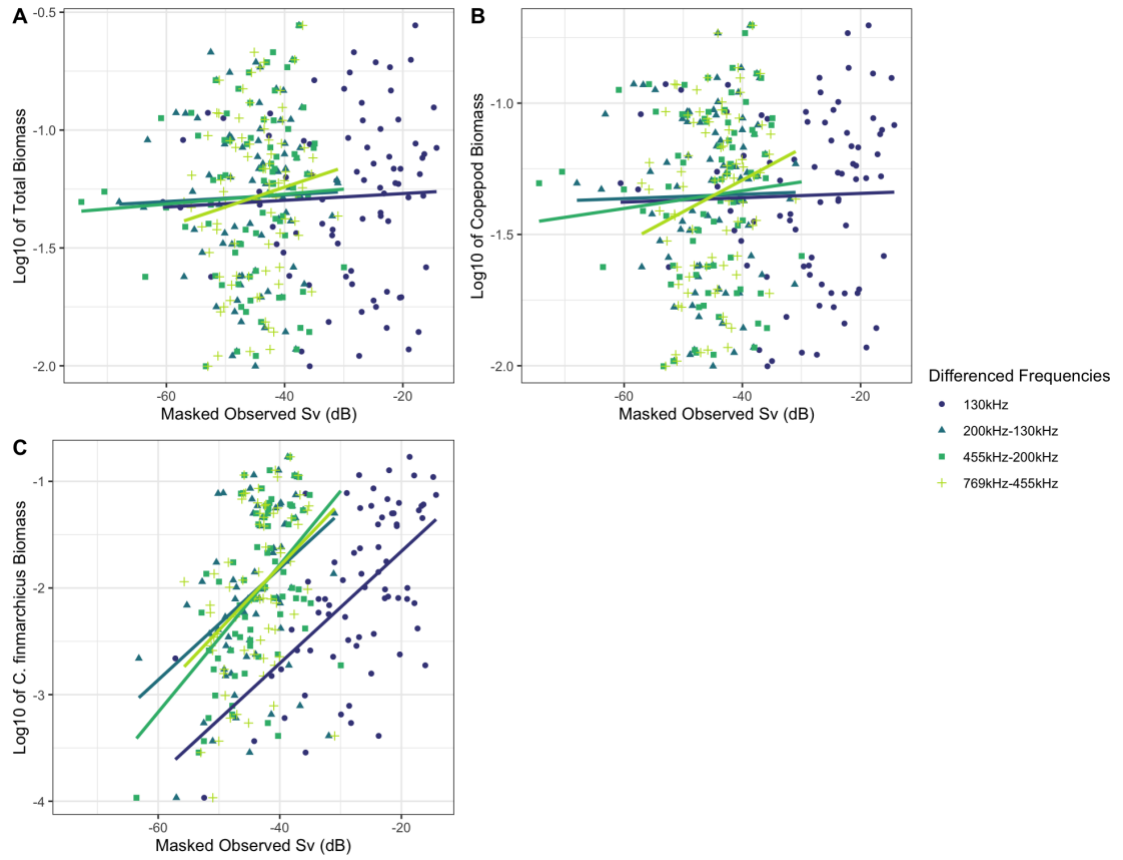 A
Log10 of Total Biomass
-0.5
-1.0
-1.5
-2.0
-60
-40
-20
Masked Observed Sv (dB)
B
Log10 of Copepod Biomass
-1.0
-1.5
-2.0
-60
-40
-20
Masked Observed Sv (dB)
C
Log10 of C. finmarchicus Biomass
-1
-2
-3
-4
-60
-40
-20
Masked Observed Sv (dB)
Differenced Frequencies
130kHz
200kHz-130kHz
455kHz-200kHz
769kHz-455kHz